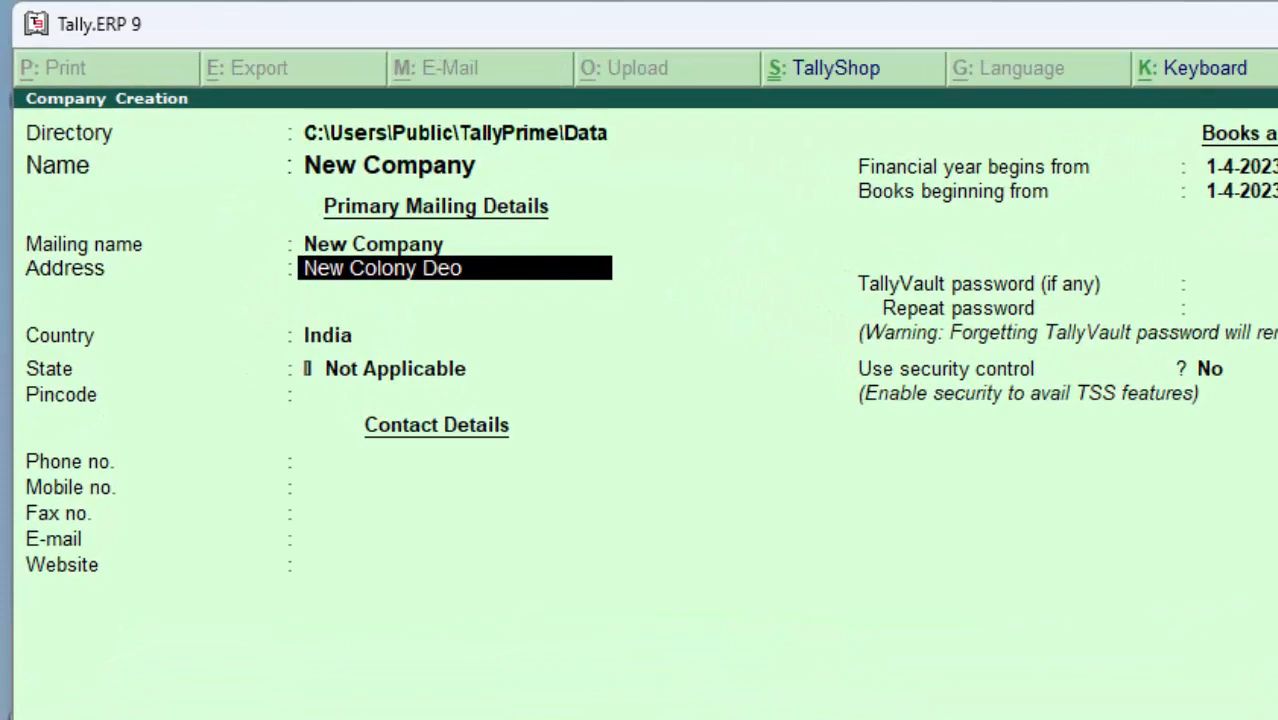 Tally.ERP 9
P: Print E: Export M: E-Mail O: Upload S: TallyShop G: Language K: Keyboard
Company Creation
Directory : C:\Users\Public\TallyPrime\Data
Name : New Company
Primary Mailing Details
Mailing name : New Company
Address : New Colony Deo
Country : India
State : Not Applicable
Pincode :
Contact Details
Phone no. :
Mobile no. :
Fax no. :
E-mail :
Website :
Books a
Financial year begins from : 1-4-2023
Books beginning from : 1-4-2023
TallyVault password (if any) :
Repeat password :
(Warning: Forgetting TallyVault password will
Use security control ? No
(Enable security to avail TSS features)